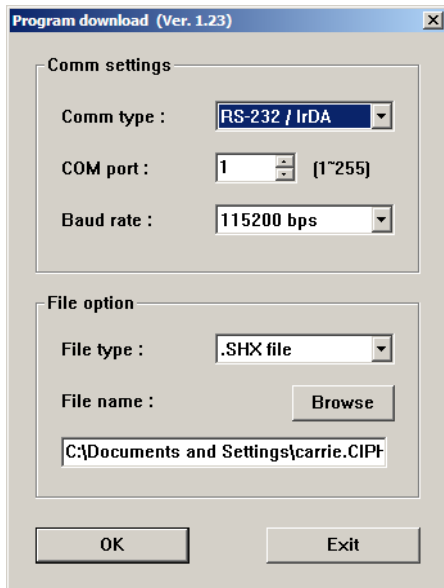 Program download (Ver. 1.23)
Comm settings
Comm type : RS-232 / IrDA
COM port : 1 (1~255)
Baud rate : 115200 bps
File option
File type : .SHX file
File name : Browse
C:\Documents and Settings\carrie.CIPH
OK Exit